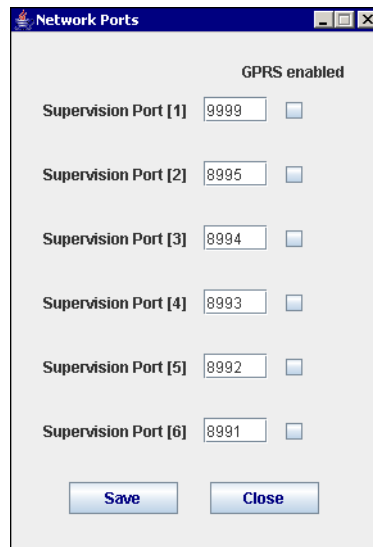 Network Ports
GPRS enabled
Supervision Port [1] 9999
Supervision Port [2] 8995
Supervision Port [3] 8994
Supervision Port [4] 8993
Supervision Port [5] 8992
Supervision Port [6] 8991
Save Close